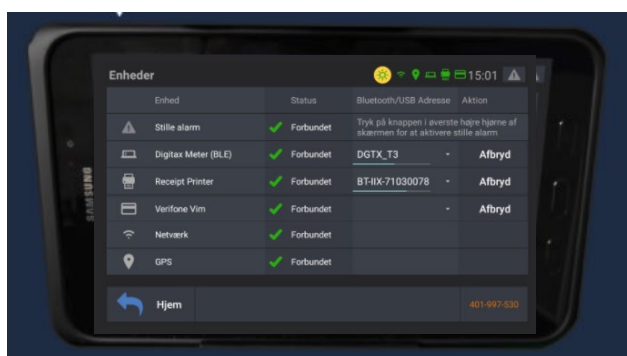 Enheder
15:01
Enhed Status Bluetooth/USB Adresse Aktion
Stille alarm Forbundet Tryk på knappen i øverste højre hjørne af
skærmen for at aktivere stille alarm
Digitax Meter (BLE) Forbundet DGTX_T3 Afbryd
Receipt Printer Forbundet BT-IIX-71030078 Afbryd
Verifone Vim Forbundet Afbryd
Netværk Forbundet
GPS Forbundet
Hjem 401-997-530
SAMSUNG